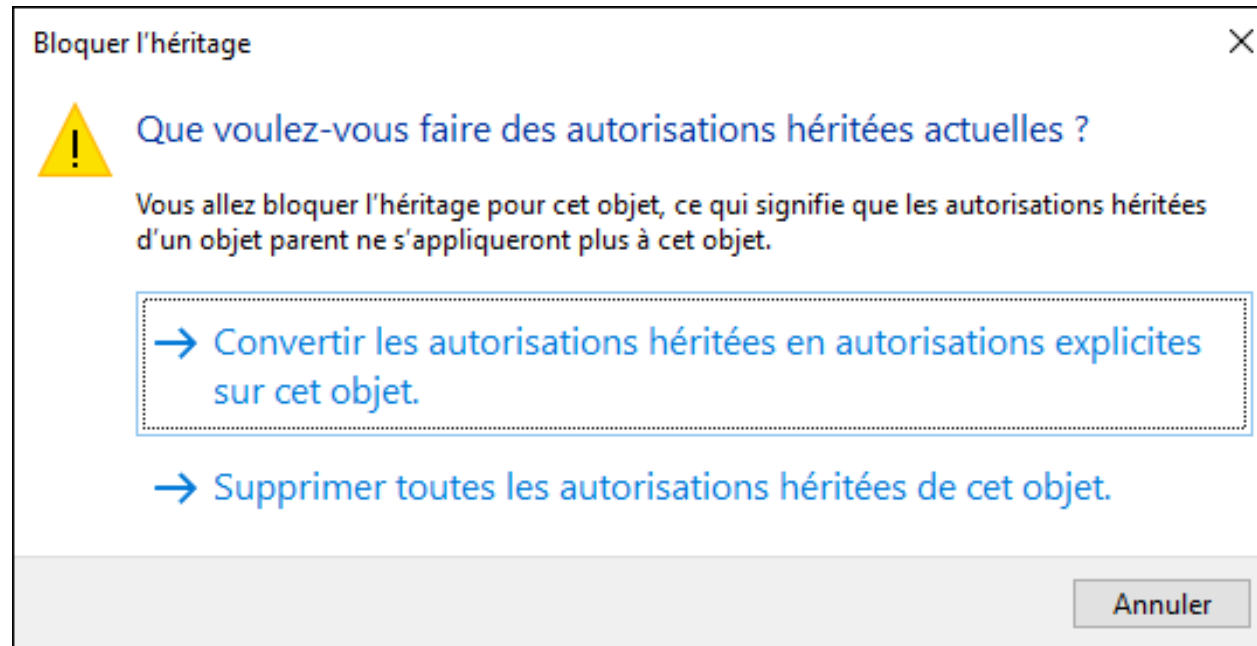 Bloquer l’héritage
Que voulez-vous faire des autorisations héritées actuelles ?
Vous allez bloquer l’héritage pour cet objet, ce qui signifie que les autorisations héritées
d’un objet parent ne s’appliqueront plus à cet objet.
→ Convertir les autorisations héritées en autorisations explicites
sur cet objet.
→ Supprimer toutes les autorisations héritées de cet objet.
Annuler